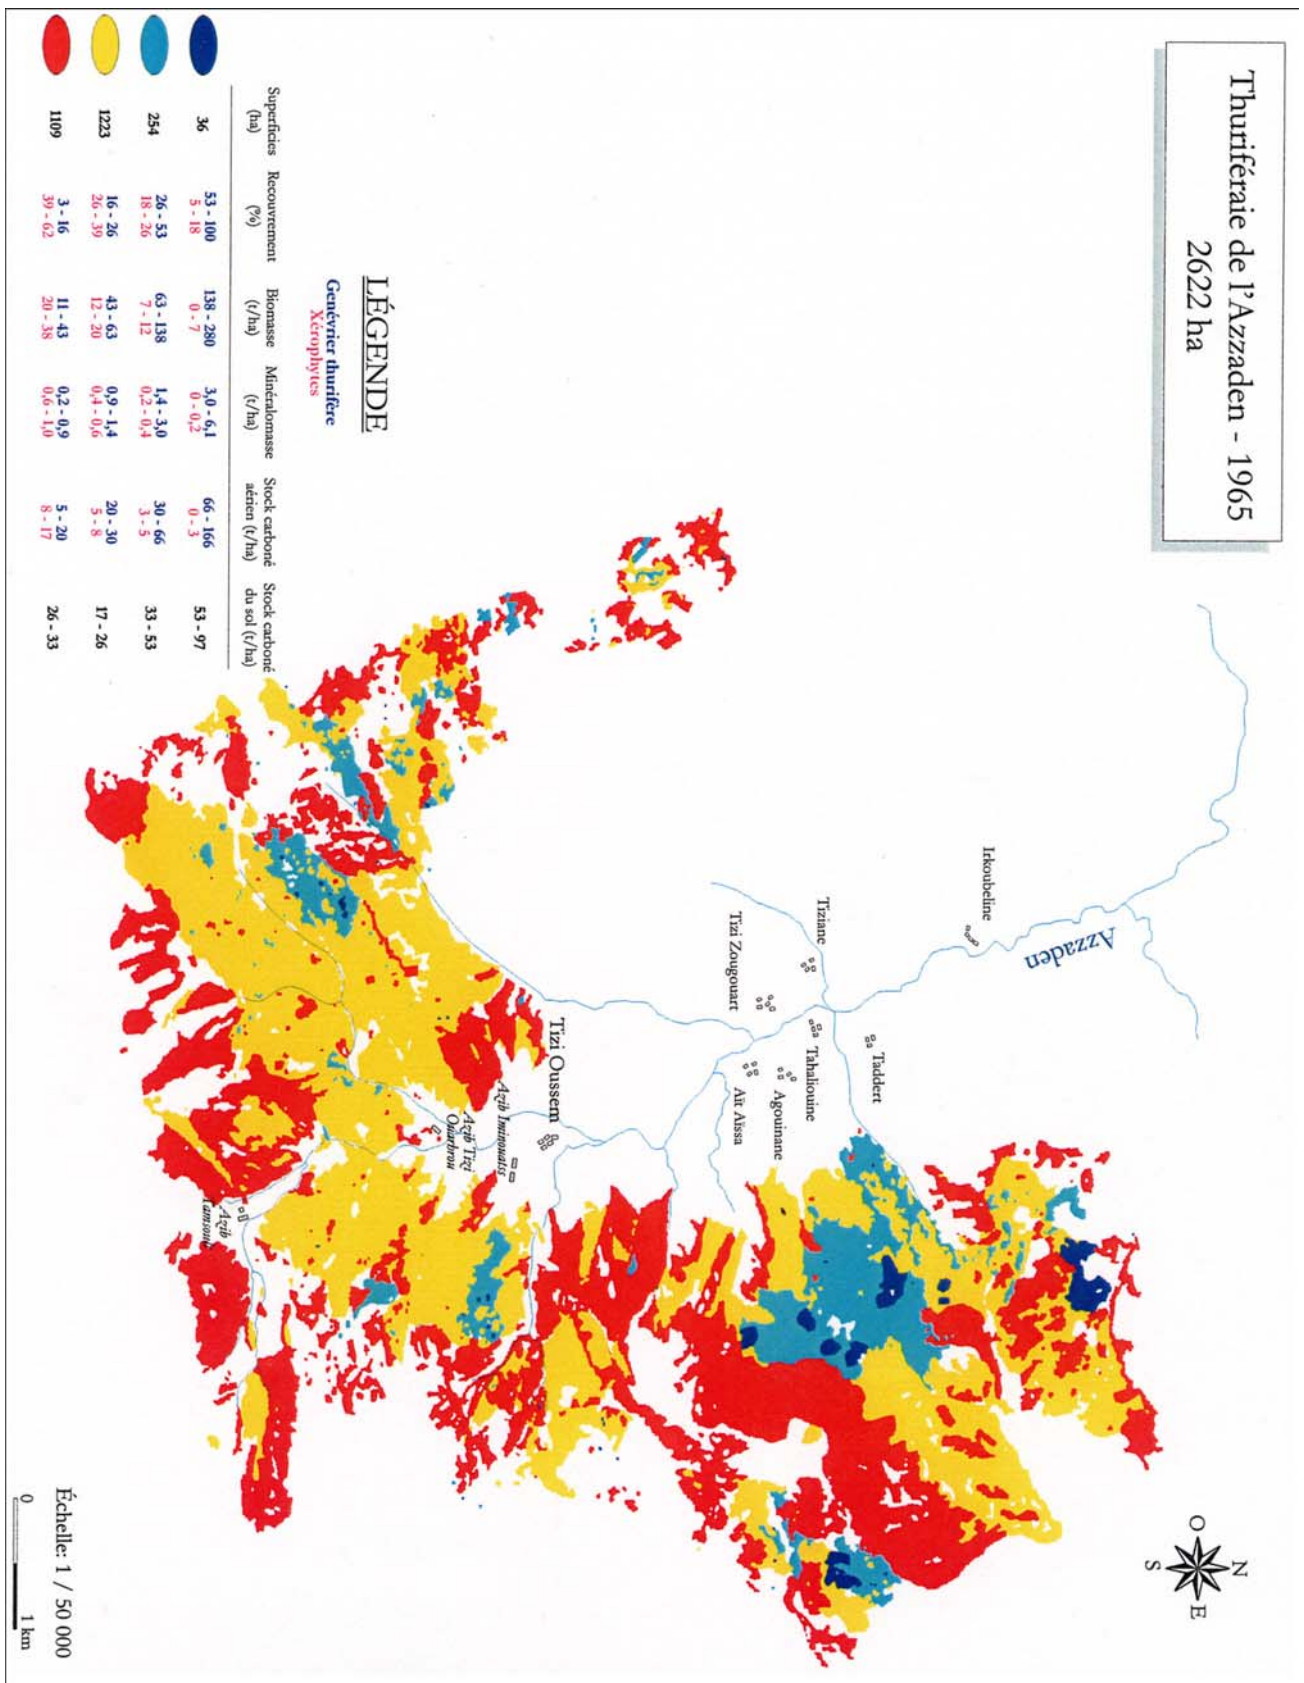 Thuriféraie de l'Azzaden - 1965
2622 ha
Azzaden
Irkoubeline
Tiziane
Taddert
Tizi Zougouart
Tahaliouine
Agouinane
Aït Aïssa
Tizi Oussem
Azib Iminouatss
Azib Tizi
Ouarbrou
Azib
Tamsoult
N
O
E
S
LÉGENDE
Genévrier thurifère
Xérophytes
Superficies Recouvrement Biomasse Minéralomasse Stock carboné Stock carboné
(ha) (%) (t/ha) (t/ha) aérien (t/ha) du sol (t/ha)
53 - 100 138 - 280 3,0 - 6,1 66 - 166
36 53 - 97
5 - 18 0 - 7 0 - 0,2 0 - 3
26 - 53 63 - 138 1,4 - 3,0 30 - 66
254 33 - 53
18 - 26 7 - 12 0,2 - 0,4 3 - 5
16 - 26 43 - 63 0,9 - 1,4 20 - 30
1223 17 - 26
26 - 39 12 - 20 0,4 - 0,6 5 - 8
3 - 16 11 - 43 0,2 - 0,9 5 - 20
1109 26 - 33
39 - 62 20 - 38 0,6 - 1,0 8 - 17
Échelle: 1 / 50 000
0 1 km